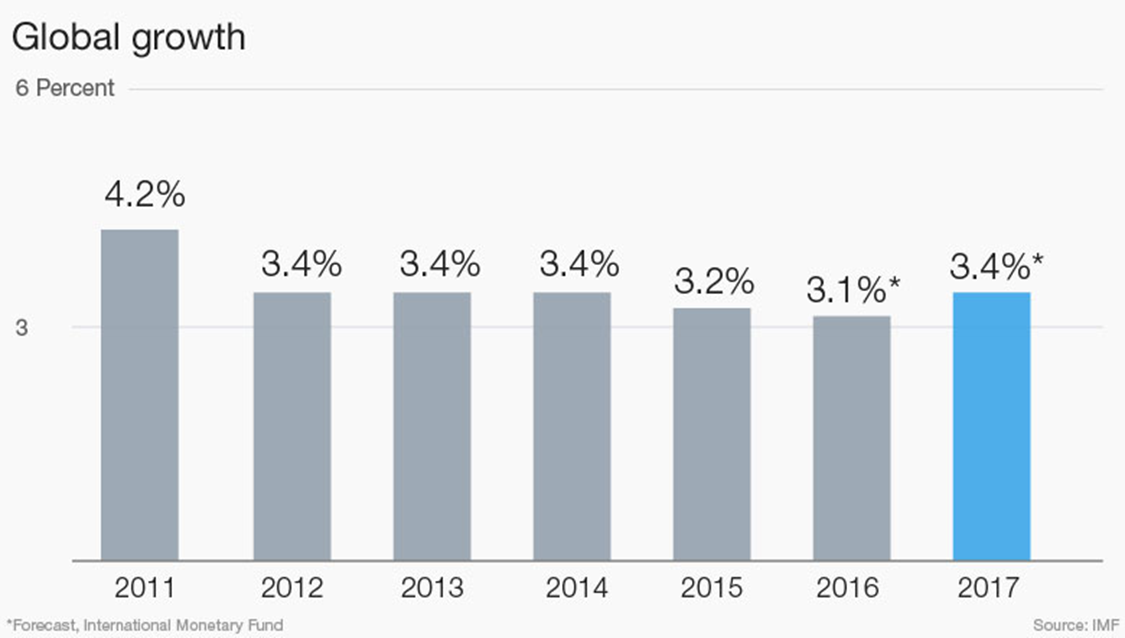 Global growth
6 Percent
4.2%
3.4%
3.4%
3.4%
3.2%
3.1%*
3.4%*
3
2011 2012 2013 2014 2015 2016 2017
*Forecast, International Monetary Fund
Source: IMF